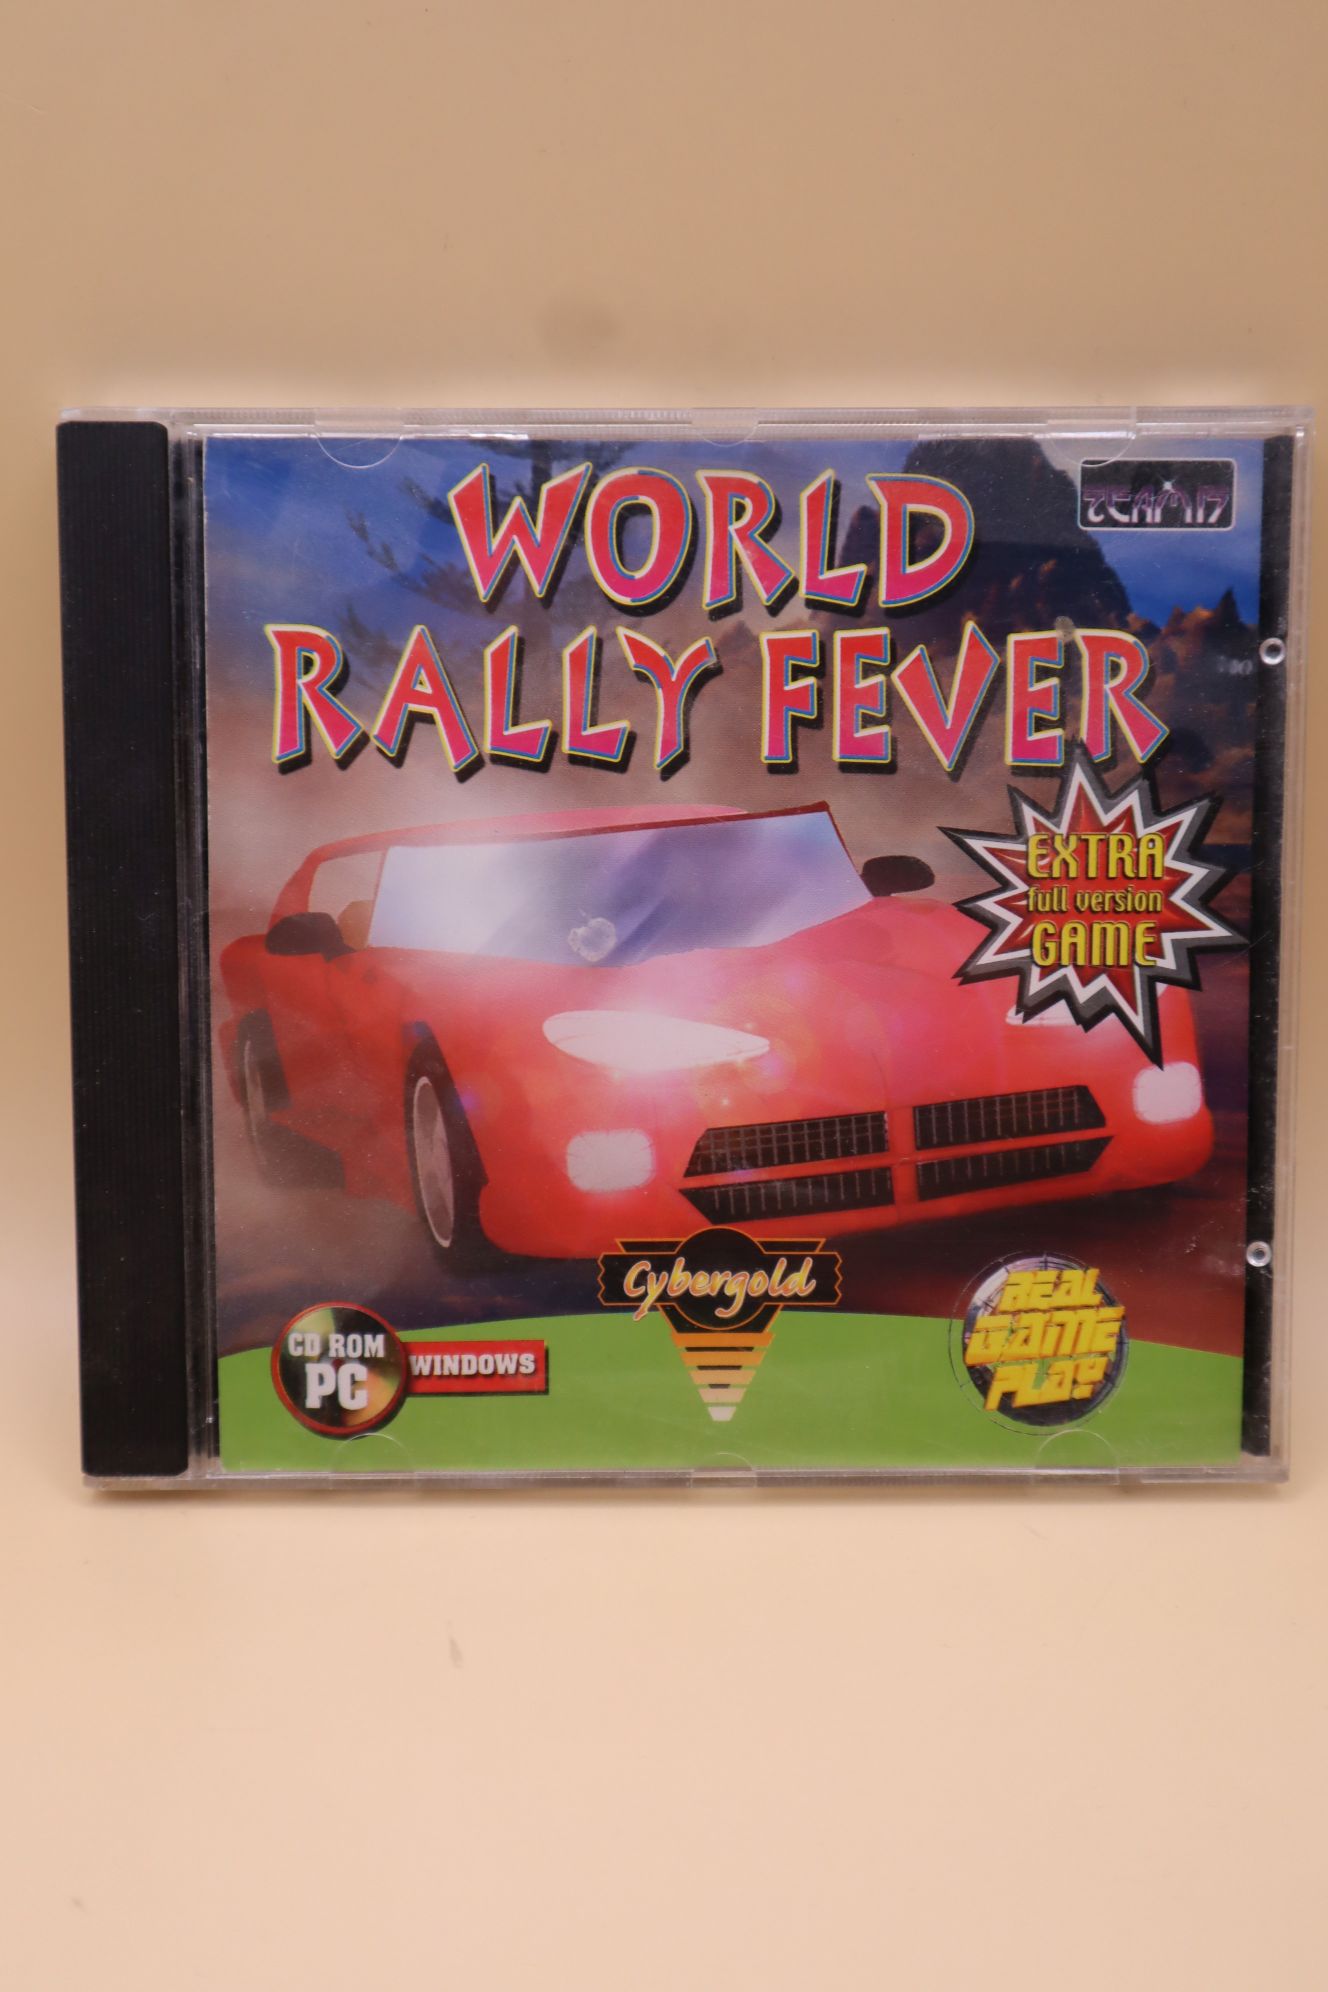 TEAM17
WORLD
RALLY FEVER
EXTRA
full version
GAME
Cybergold
CD ROM
PC
WINDOWS
REAL
GAME
PLAY